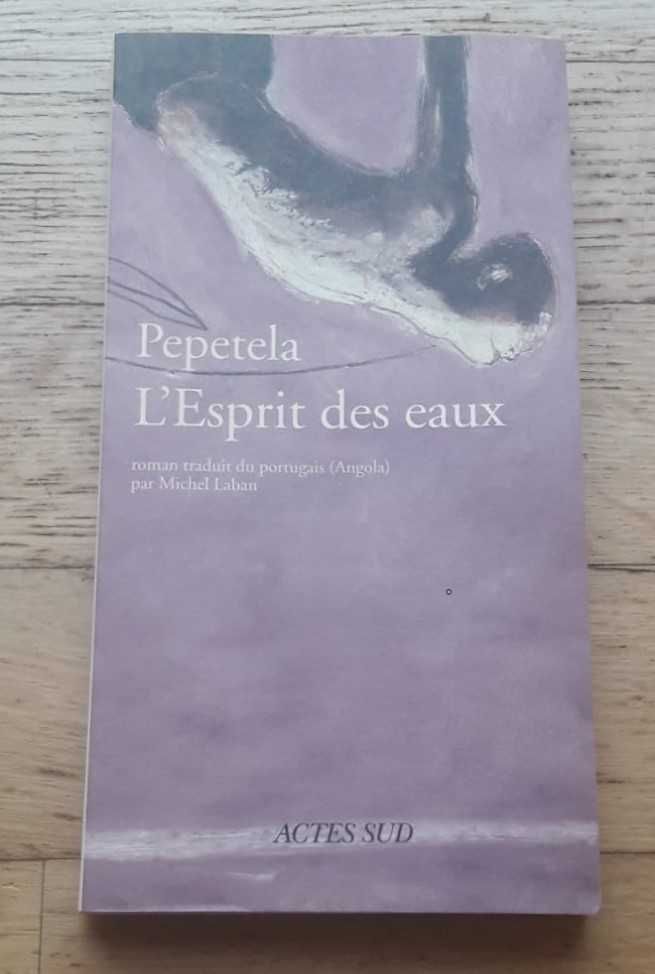 Pepetela
L'Esprit des eaux
roman traduit du portugais (Angola)
par Michel Laban
ACTES SUD